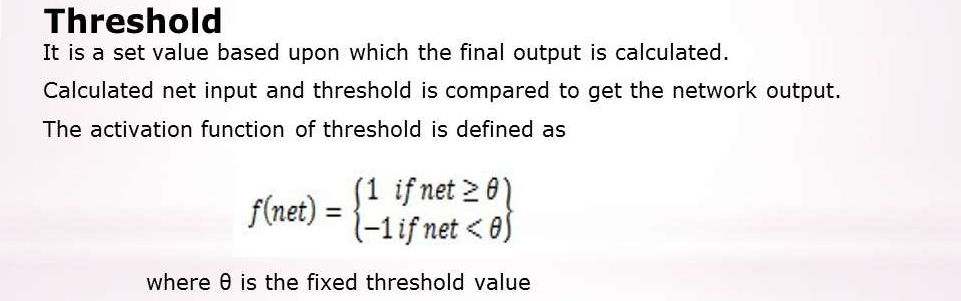 Threshold
It is a set value based upon which the final output is calculated.
Calculated net input and threshold is compared to get the network output.
The activation function of threshold is defined as
f(net) = {1 if net ≥ θ}
{-1 if net < θ}
where θ is the fixed threshold value